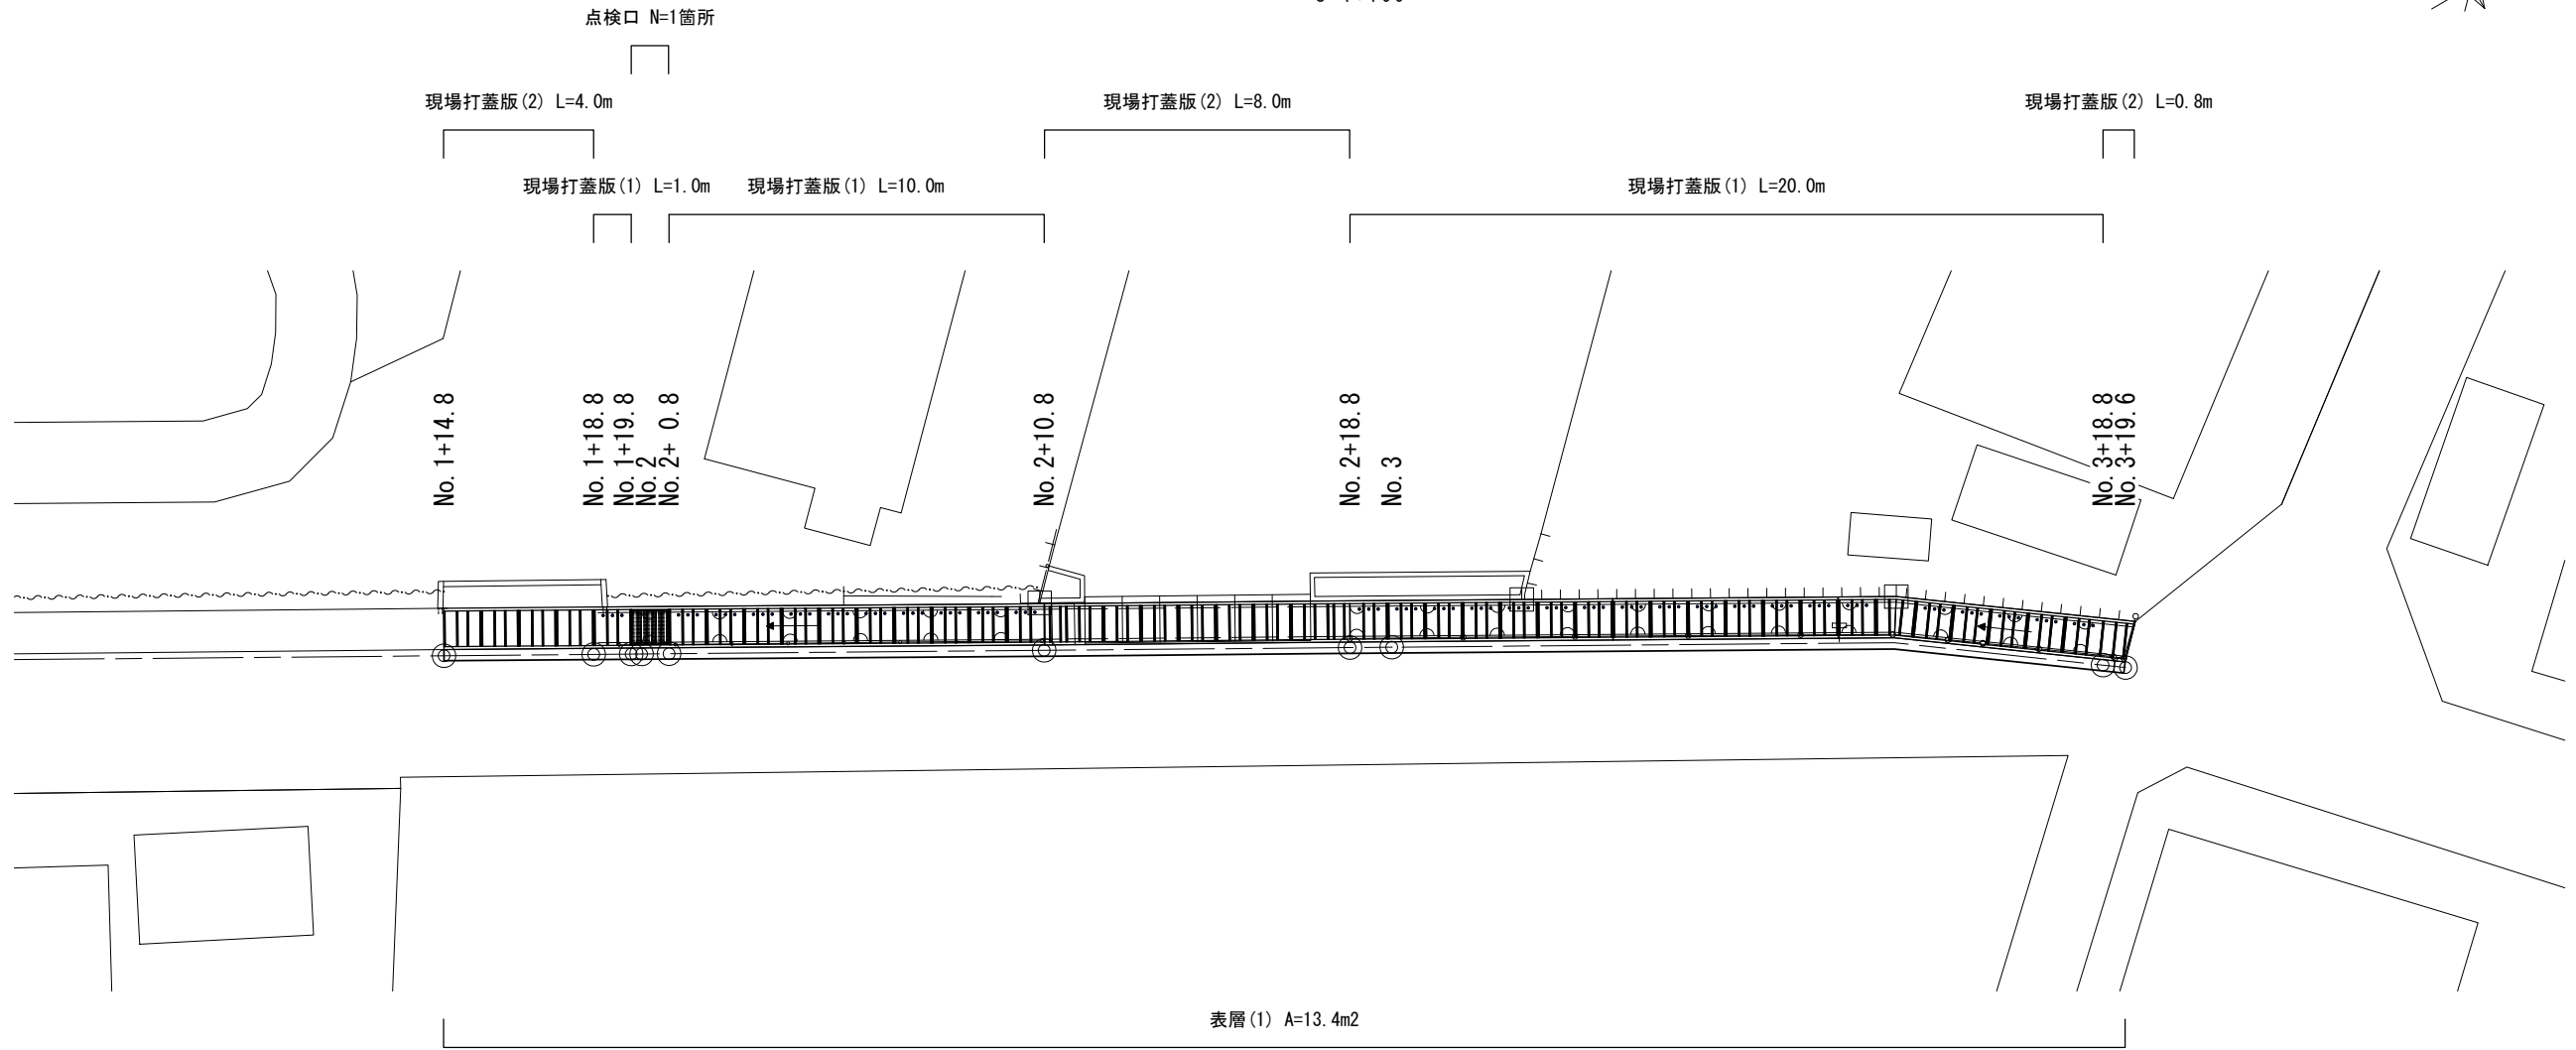 点検口 N=1箇所
現場打蓋版(2) L=4.0m
現場打蓋版(2) L=8.0m
現場打蓋版(2) L=0.8m
現場打蓋版(1) L=1.0m
現場打蓋版(1) L=10.0m
現場打蓋版(1) L=20.0m
No.1+14.8
No.1+18.8
No.1+19.8
No.2
No.2+ 0.8
No.2+10.8
No.2+18.8
No.3
No.3+18.8
No.3+19.6
表層(1) A=13.4m2